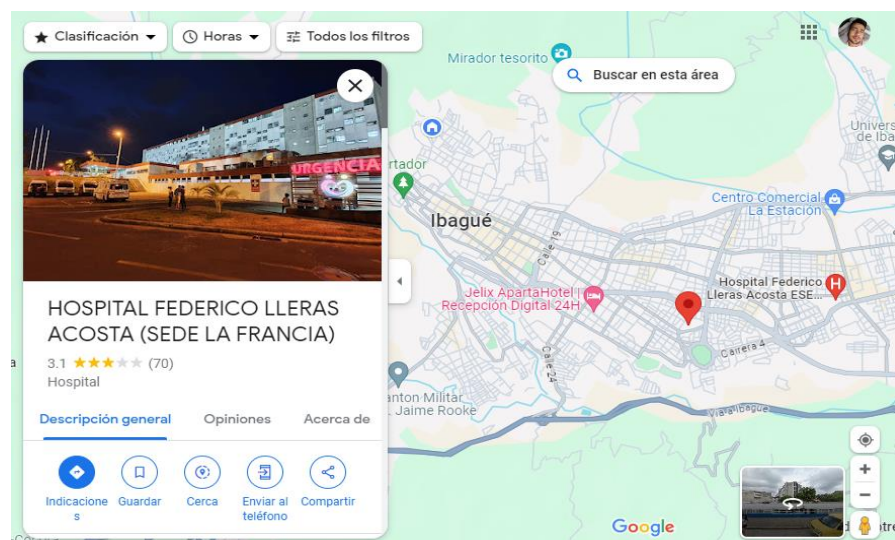 Clasificación
Horas
Todos los filtros
URGENCIA
HOSPITAL FEDERICO LLERAS
ACOSTA (SEDE LA FRANCIA)
3.1 (70)
Hospital
Descripción general
Opiniones
Acerca de
Indicacione
s
Guardar
Cerca
Enviar al
teléfono
Compartir
Mirador tesorito
Buscar en esta área
Univers
de Iba
rtador
Ibagué
Calle 19
Centro Comercial
La Estación
Jelix ApartaHotel |
Recepción Digital 24H
Hospital Federico
Lleras Acosta ESE...
H
Carrera 4
Calle 24
anton Militar
. Jaime Rooke
Vía a Ibagué
Google